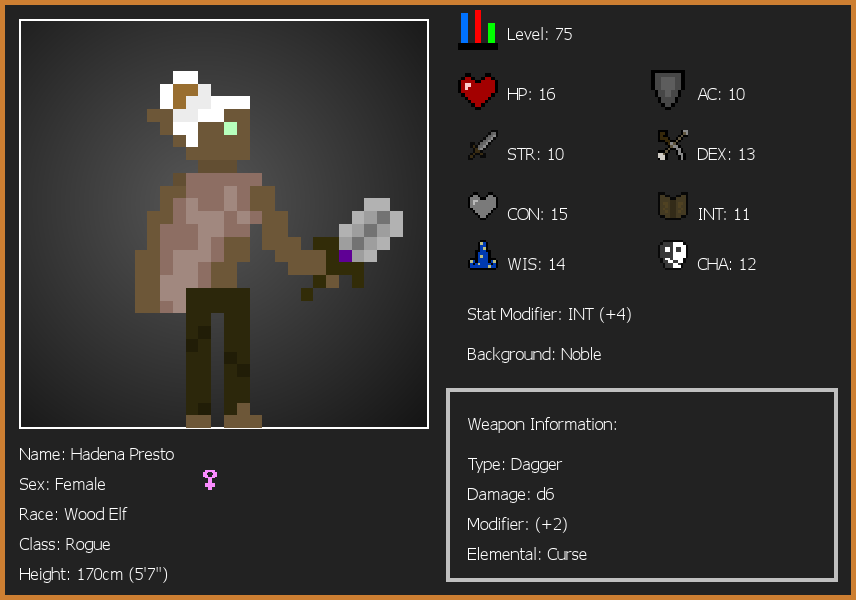 Level: 75
HP: 16
AC: 10
STR: 10
DEX: 13
CON: 15
INT: 11
WIS: 14
CHA: 12
Stat Modifier: INT (+4)
Background: Noble
Weapon Information:
Type: Dagger
Damage: d6
Modifier: (+2)
Elemental: Curse
Name: Hadena Presto
Sex: Female
Race: Wood Elf
Class: Rogue
Height: 170cm (5'7")